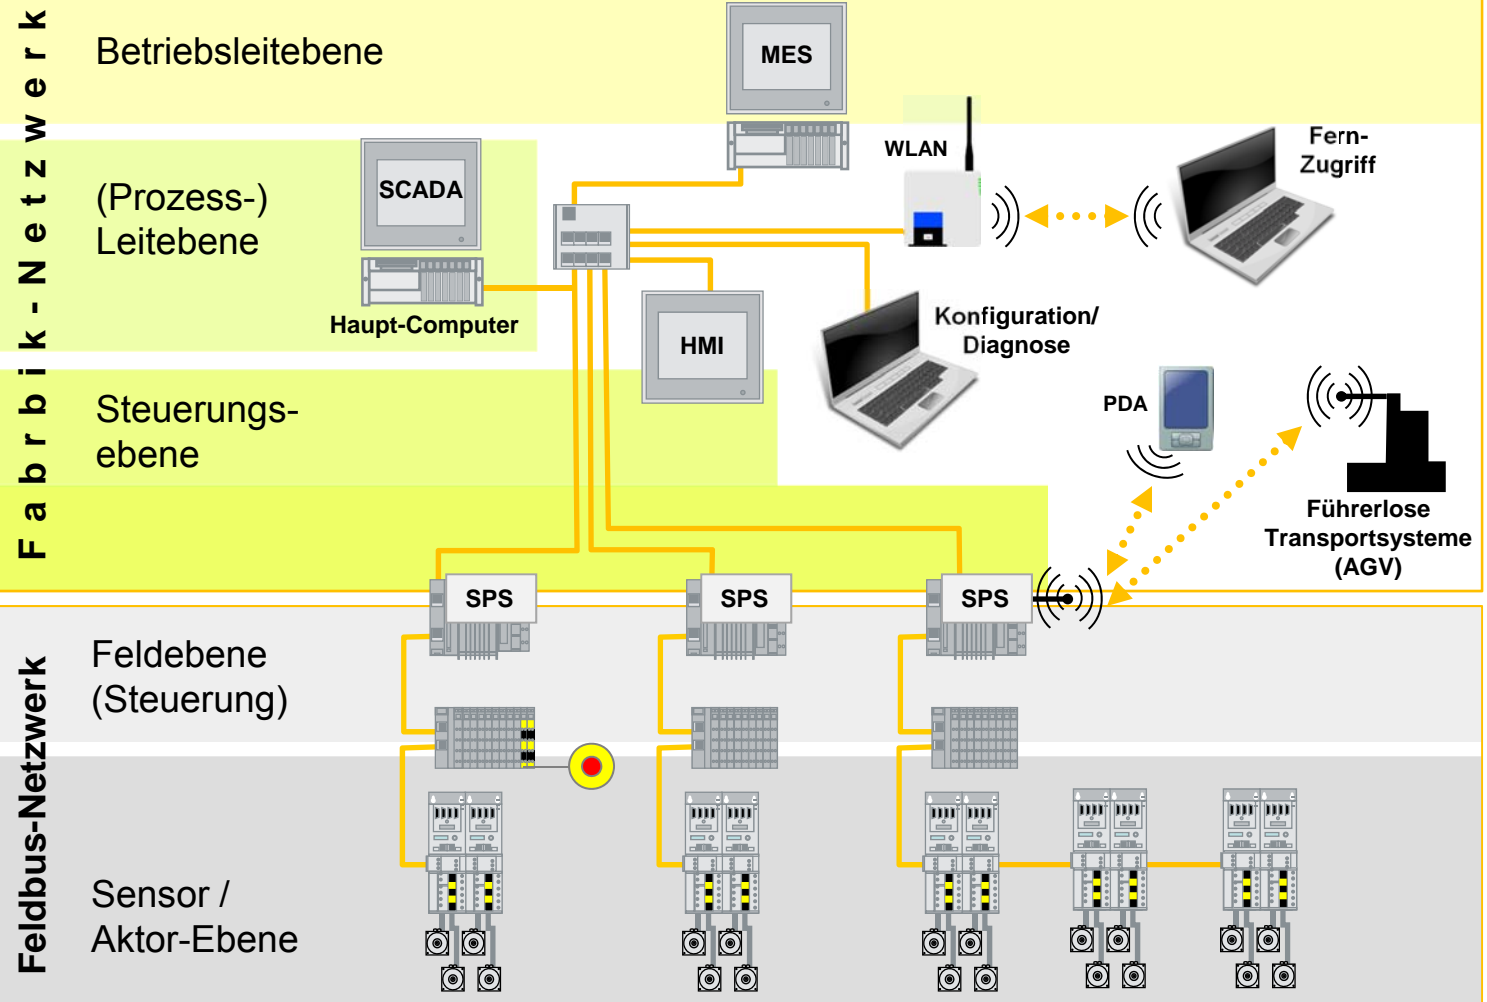 Fabrbik-Netzwerk
Betriebsleitebene
MES
WLAN
Fern-
Zugriff
(Prozess-)
Leitebene
SCADA
Haupt-Computer
HMI
Konfiguration/
Diagnose
Steuerungs-
ebene
PDA
Führerlose
Transportsysteme
(AGV)
SPS
SPS
SPS
Feldbus-Netzwerk
Feldebene
(Steuerung)
Sensor /
Aktor-Ebene